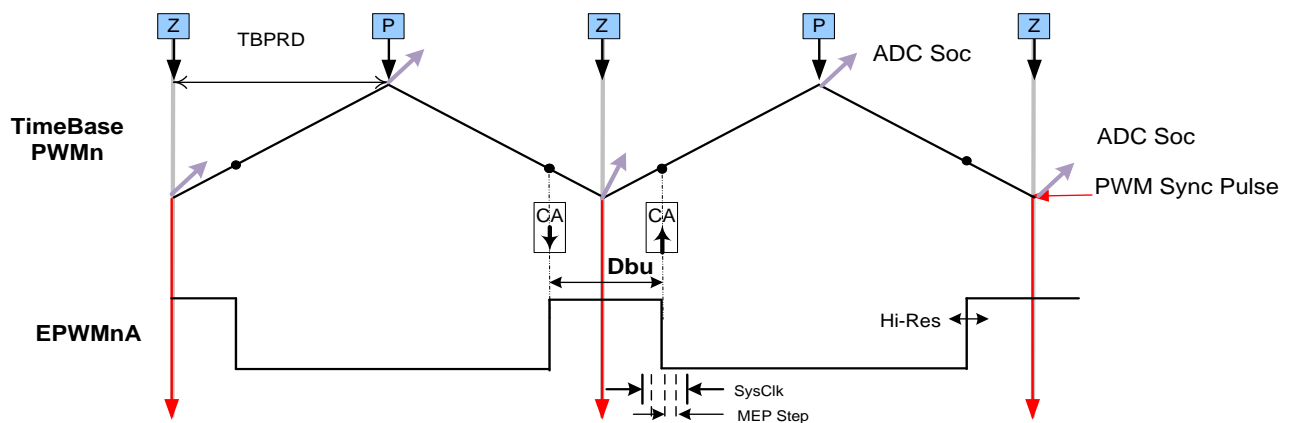 Z
P
Z
P
Z
TBPRD
ADC Soc
TimeBase
PWMn
ADC Soc
PWM Sync Pulse
CA
CA
Dbu
EPWMnA
Hi-Res
SysClk
MEP Step